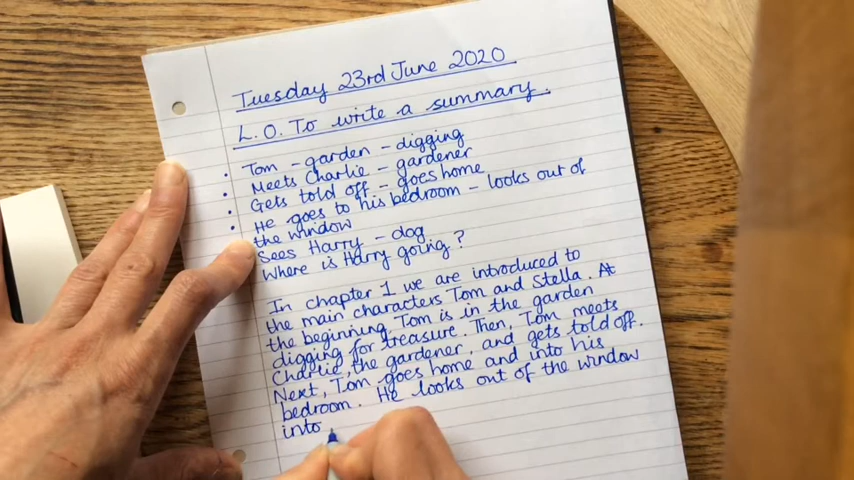 Tuesday 23rd June 2020
L.O. To write a summary.
• Tom - garden - digging
• Meets Charlie - gardener
• Gets told off - goes home
• He goes to his bedroom - looks out of
the window
Sees Harry - dog
Where is Harry going?
In chapter 1 we are introduced to
the main characters Tom and Stella. At
the beginning, Tom is in the garden
digging for treasure. Then, Tom meets
Charlie, the gardener, and gets told off.
Next, Tom goes home and into his
bedroom. He looks out of the window
into